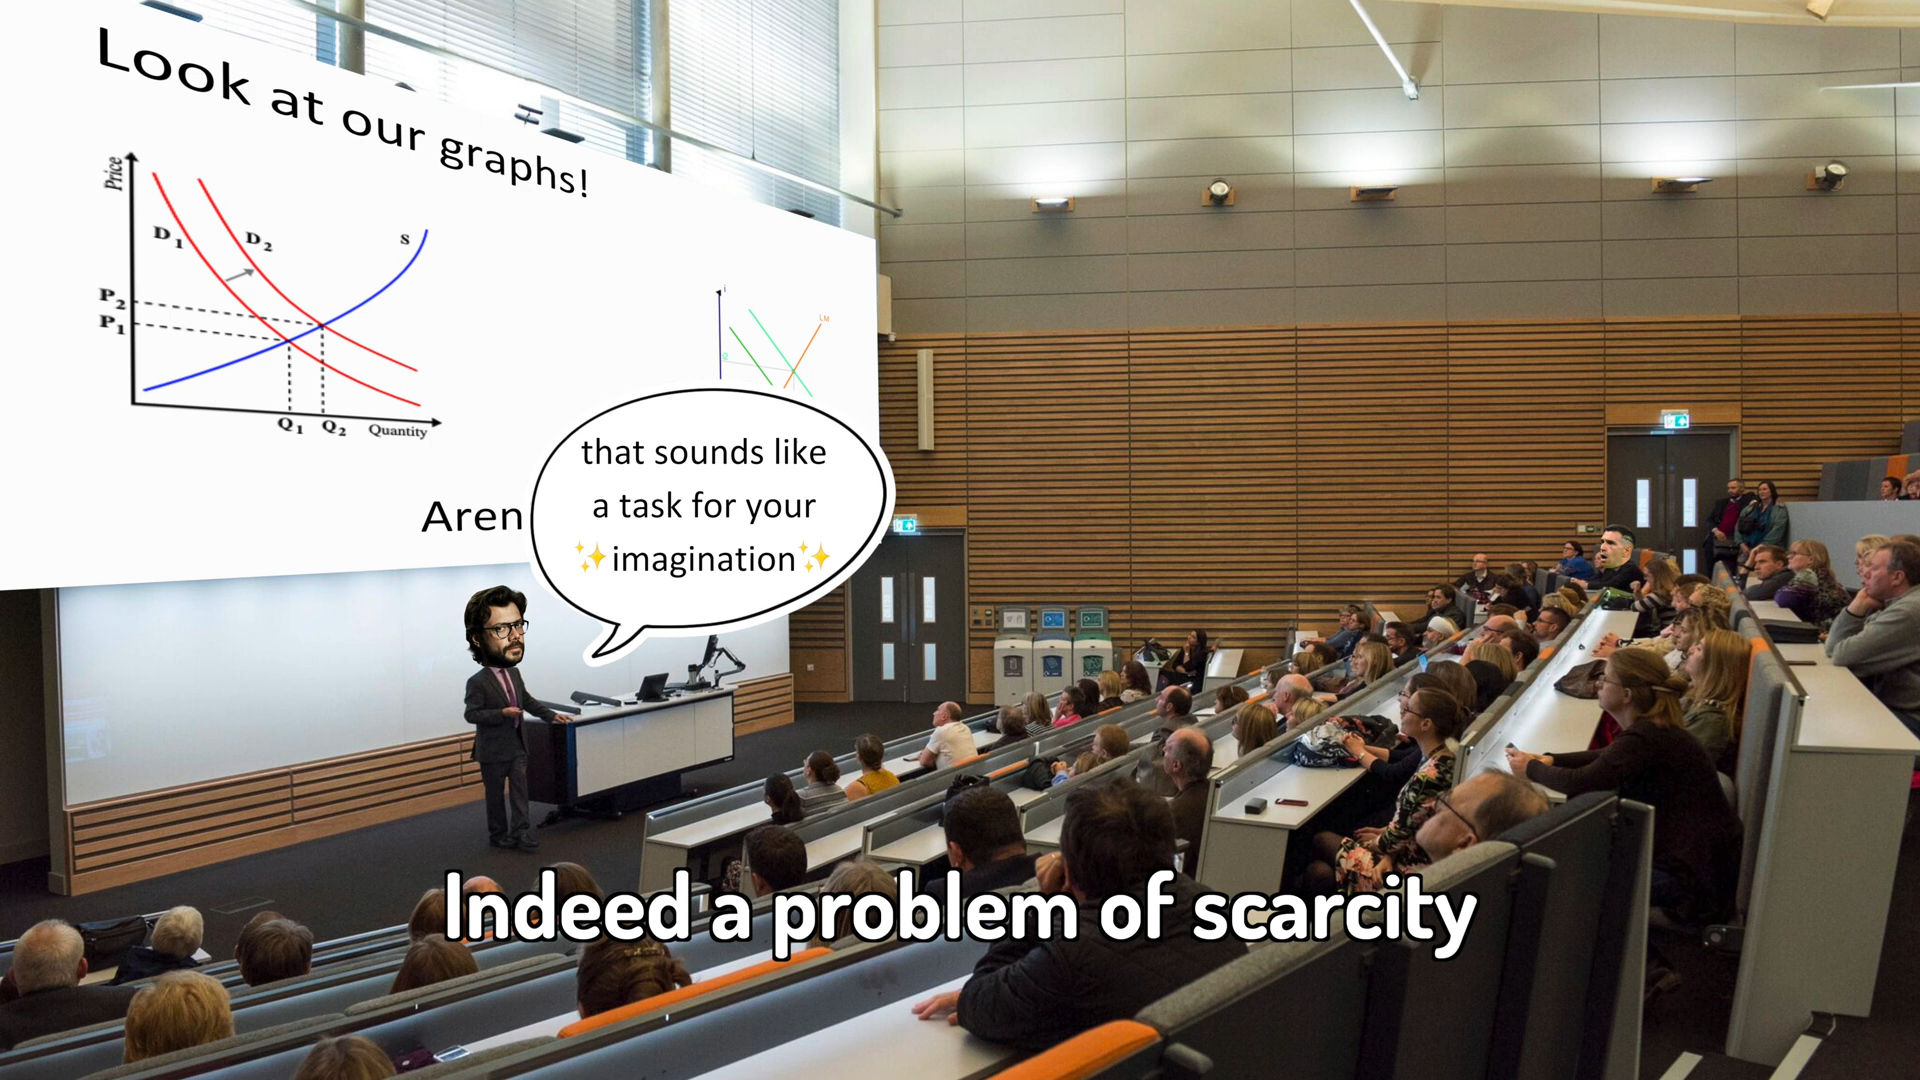 Look at our graphs!
Price
D1
D2
S
P2
P1
Q1
Q2
Quantity
i
LM
Aren
that sounds like
a task for your
✨imagination✨
Indeed a problem of scarcity